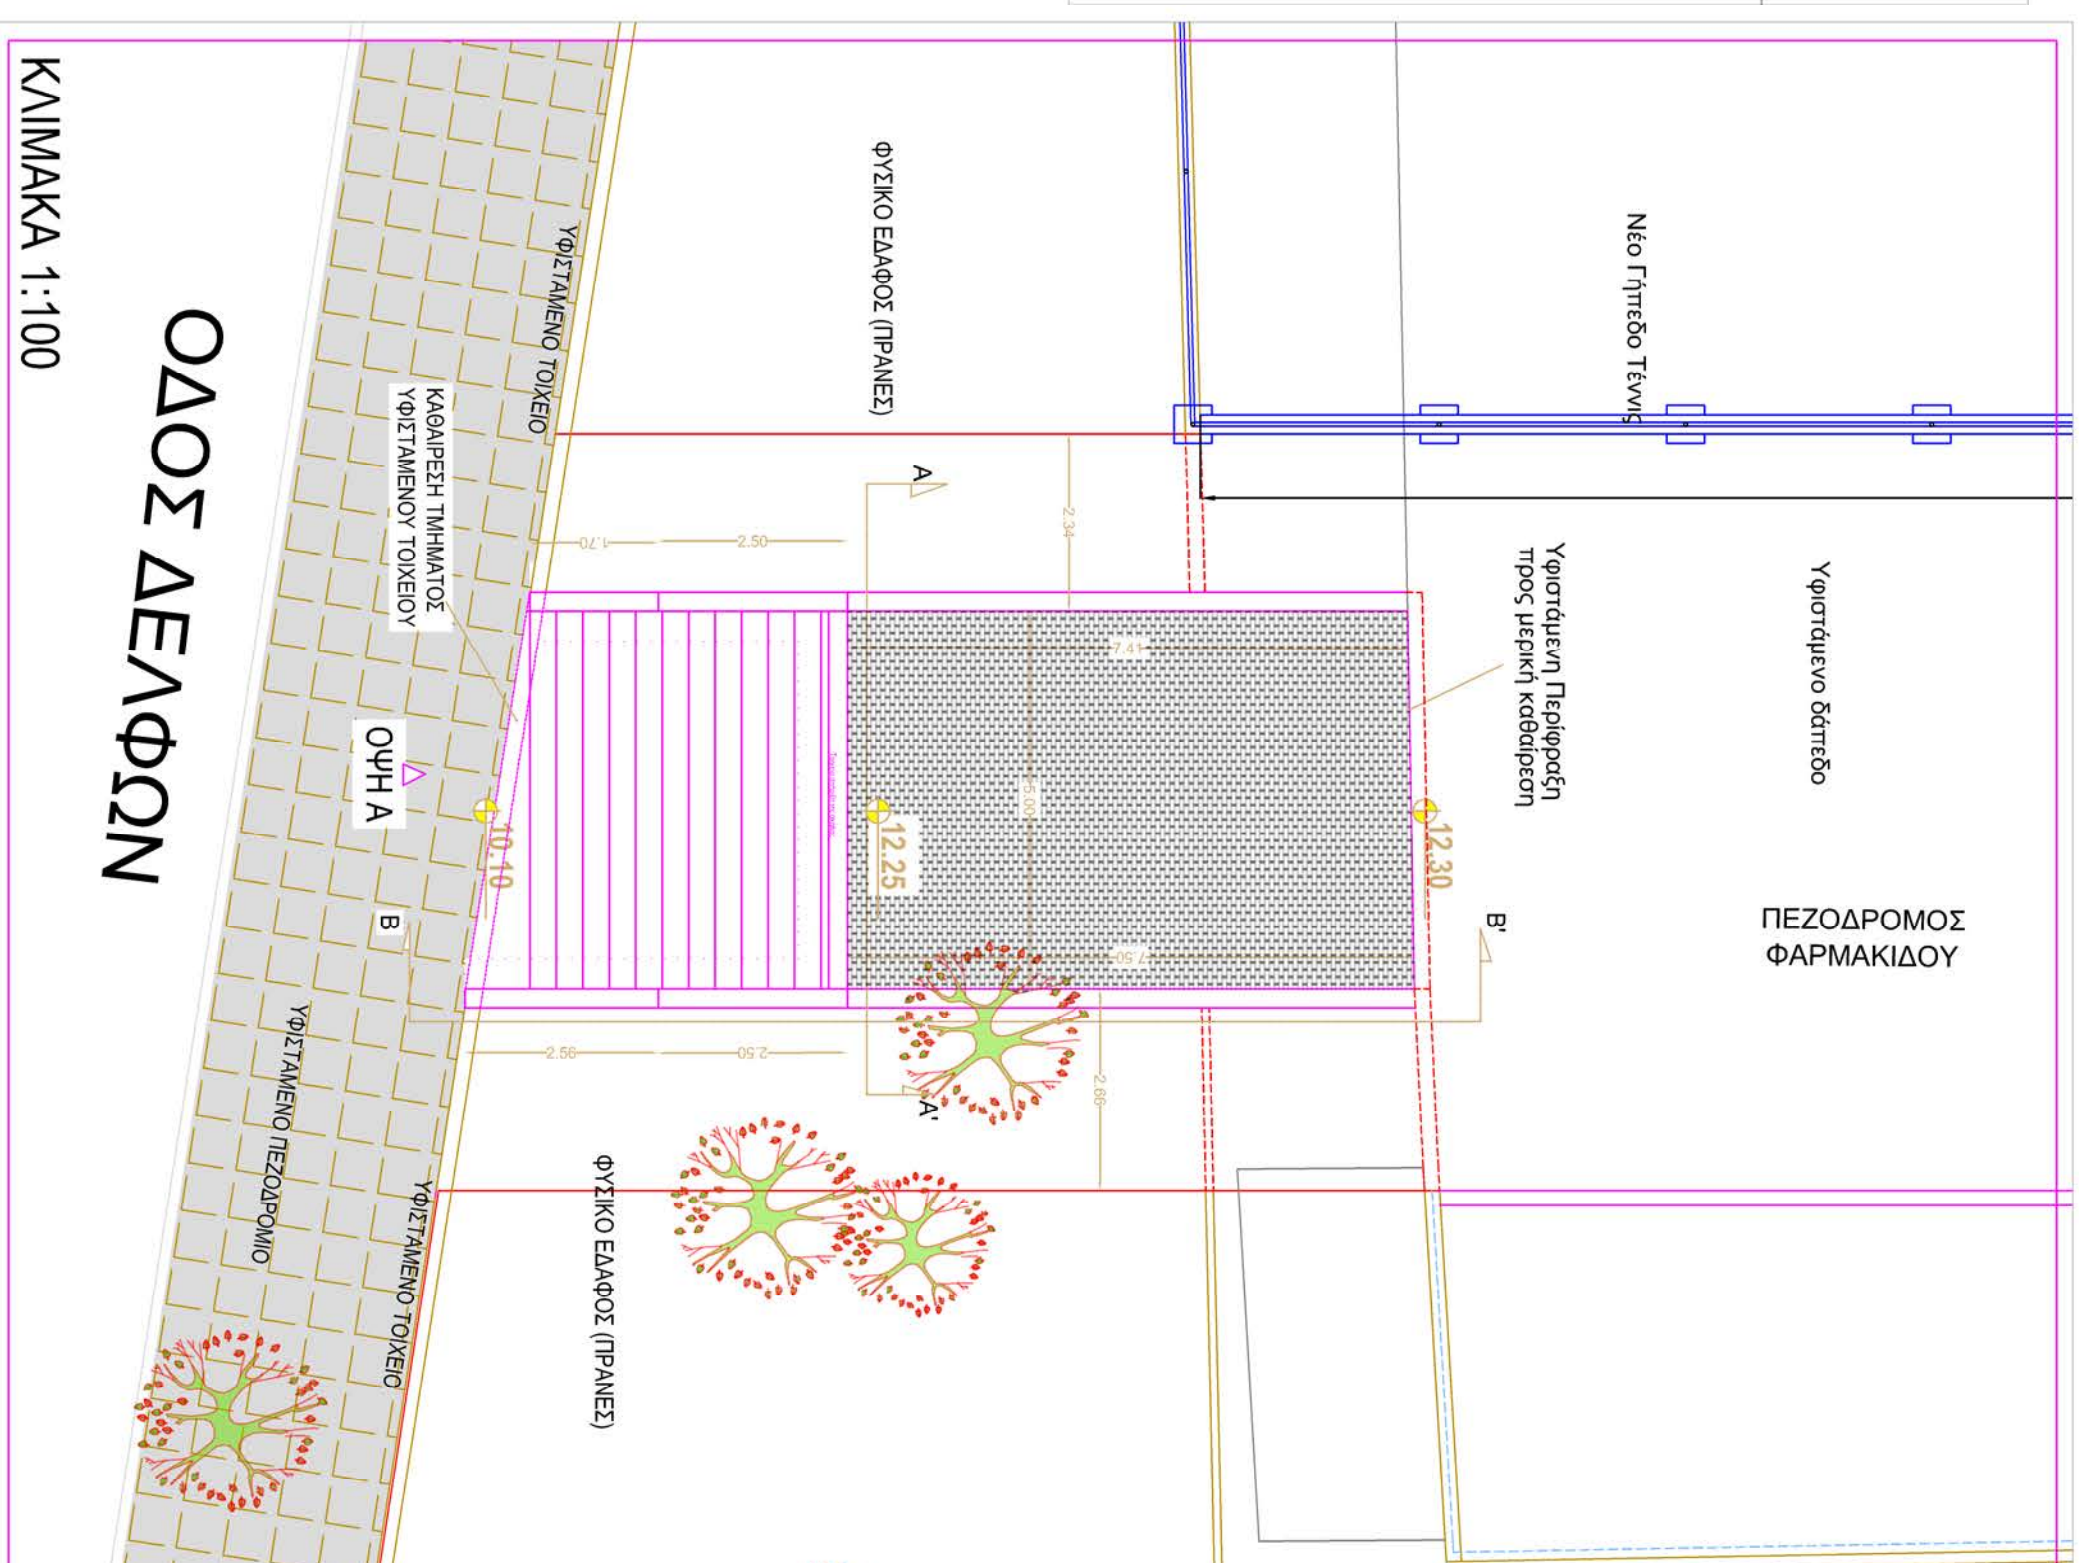 ΚΛΙΜΑΚΑ 1:100
ΟΔΟΣ ΔΕΛΦΩΝ
ΥΦΙΣΤΑΜΕΝΟ ΤΟΙΧΕΙΟ
ΚΑΘΑΙΡΕΣΗ ΤΜΗΜΑΤΟΣ
ΥΦΙΣΤΑΜΕΝΟΥ ΤΟΙΧΕΙΟΥ
ΦΥΣΙΚΟ ΕΔΑΦΟΣ (ΠΡΑΝΕΣ)
Νέο Γήπεδο Τέννις
Α
2.34
1.70
2.50
7.41
5.00
Υφιστάμενη Περίφραξη
προς μερική καθαίρεση
Υφιστάμενο δάπεδο
ΟΨΗ Α
10.10
12.25
12.30
Β
Β'
ΠΕΖΟΔΡΟΜΟΣ
ΦΑΡΜΑΚΙΔΟΥ
7.50
2.56
2.50
2.66
Α'
ΥΦΙΣΤΑΜΕΝΟ ΠΕΖΟΔΡΟΜΙΟ
ΥΦΙΣΤΑΜΕΝΟ ΤΟΙΧΕΙΟ
ΦΥΣΙΚΟ ΕΔΑΦΟΣ (ΠΡΑΝΕΣ)